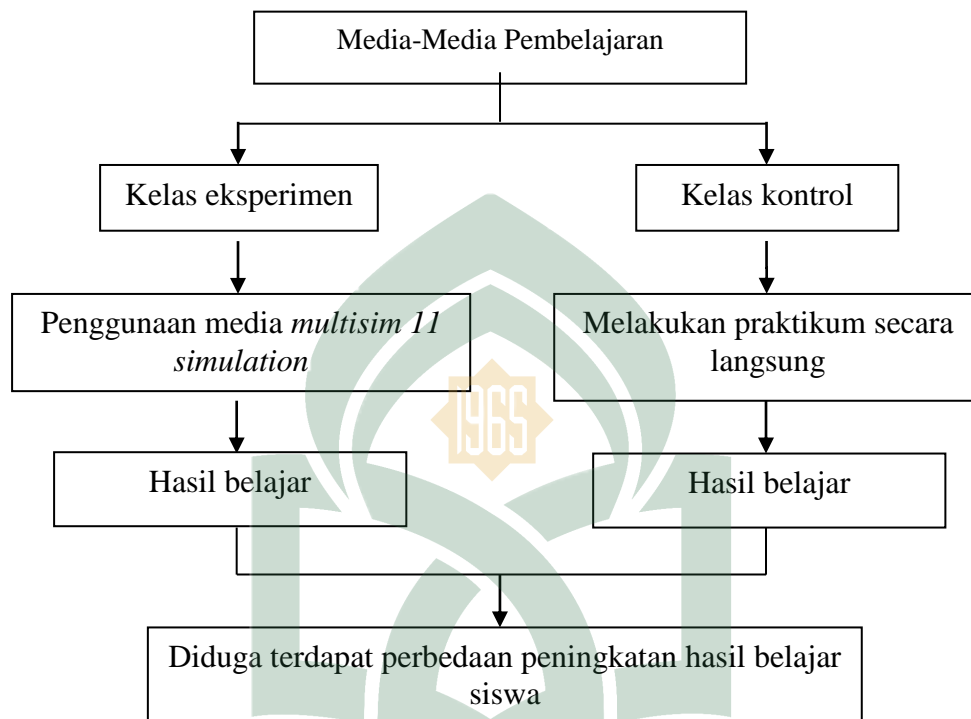 Media-Media Pembelajaran
Kelas eksperimen
Kelas kontrol
Penggunaan media multisim 11
simulation
Melakukan praktikum secara
langsung
1965
Hasil belajar
Hasil belajar
Diduga terdapat perbedaan peningkatan hasil belajar
siswa